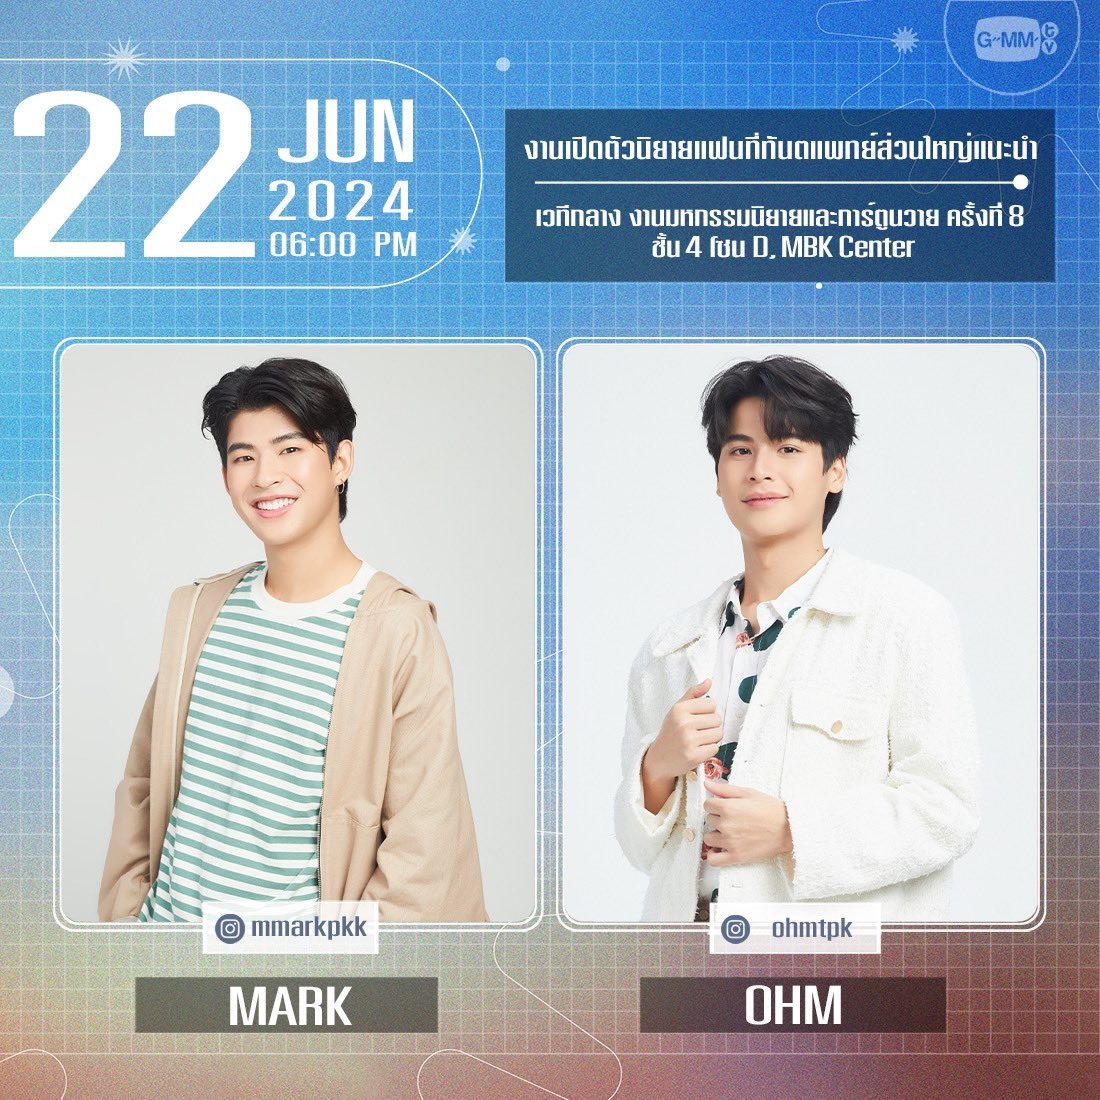 22
JUN
2024
06:00 PM
GMMTV
งานเปิดตัวนิยายแฟนที่ทันตแพทย์ส่วนใหญ่แนะนำ
เวทีกลาง งานมหกรรมนิยายและการ์ตูนวาย ครั้งที่ 8
ชั้น 4 โซน D, MBK Center
mmarkpkk
ohmtpk
MARK
OHM